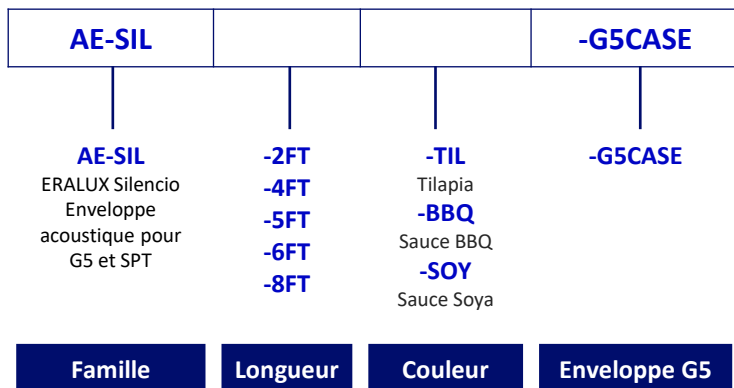 AE-SIL
-G5CASE
AE-SIL
ERALUX Silencio
Enveloppe
acoustique pour
G5 et SPT
-2FT
-4FT
-5FT
-6FT
-8FT
-TIL
Tilapia
-BBQ
Sauce BBQ
-SOY
Sauce Soya
-G5CASE
Famille
Longueur
Couleur
Enveloppe G5